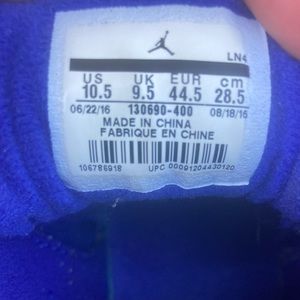 LN4
US UK EUR cm
10.5 9.5 44.5 28.5
06/22/16 130690-400 08/18/16
MADE IN CHINA
FABRIQUE EN CHINE
106786918 UPC 00091204430120